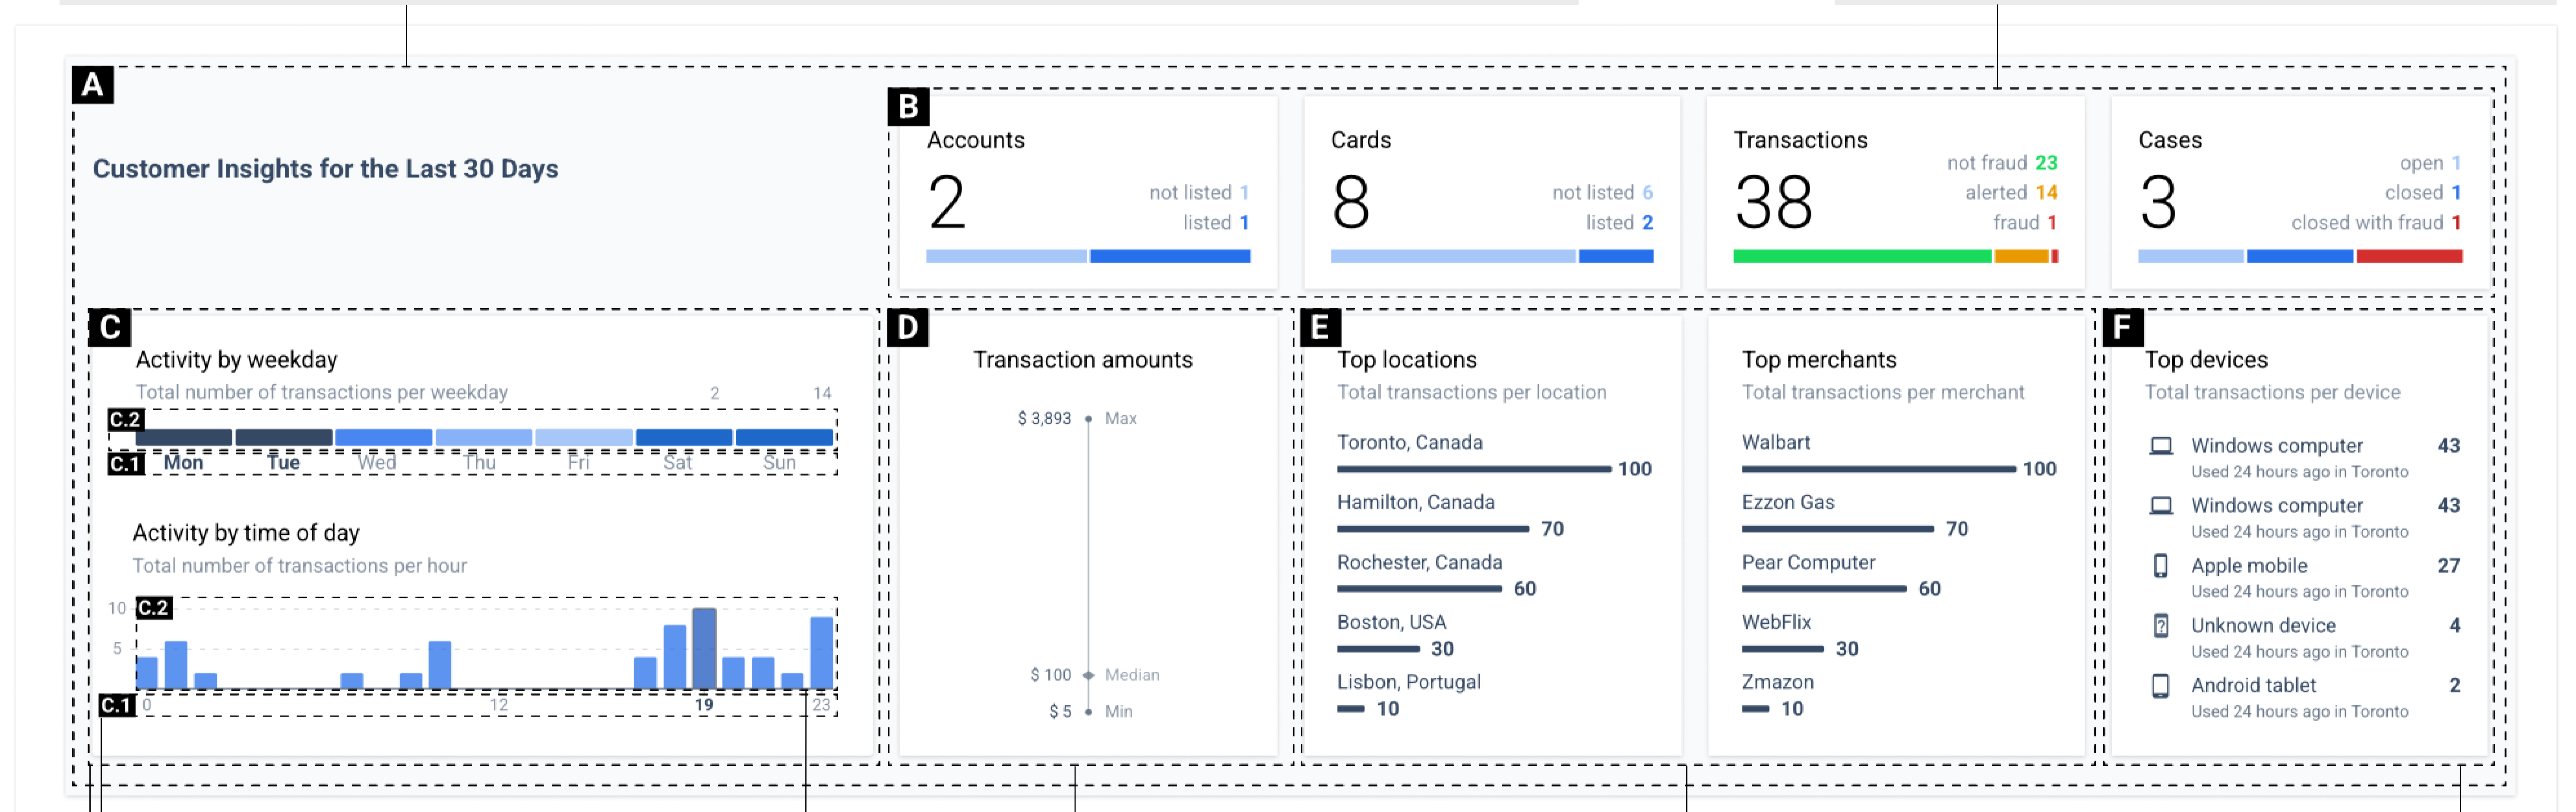 A
Customer Insights for the Last 30 Days
B
Accounts
2
not listed 1
listed 1
Cards
8
not listed 6
listed 2
Transactions
38
not fraud 23
alerted 14
fraud 1
Cases
3
open 1
closed 1
closed with fraud 1
C
Activity by weekday
Total number of transactions per weekday
2 14
C.2
C.1 Mon Tue Wed Thu Fri Sat Sun
Activity by time of day
Total number of transactions per hour
10 C.2
5
C.1 0 12 19 23
D
Transaction amounts
$ 3,893 Max
$ 100 Median
$ 5 Min
E
Top locations
Total transactions per location
Toronto, Canada
100
Hamilton, Canada
70
Rochester, Canada
60
Boston, USA
30
Lisbon, Portugal
10
Top merchants
Total transactions per merchant
Walbart
100
Ezzon Gas
70
Pear Computer
60
WebFlix
30
Zmazon
10
F
Top devices
Total transactions per device
Windows computer 43
Used 24 hours ago in Toronto
Windows computer 43
Used 24 hours ago in Toronto
Apple mobile 27
Used 24 hours ago in Toronto
Unknown device 4
Used 24 hours ago in Toronto
Android tablet 2
Used 24 hours ago in Toronto